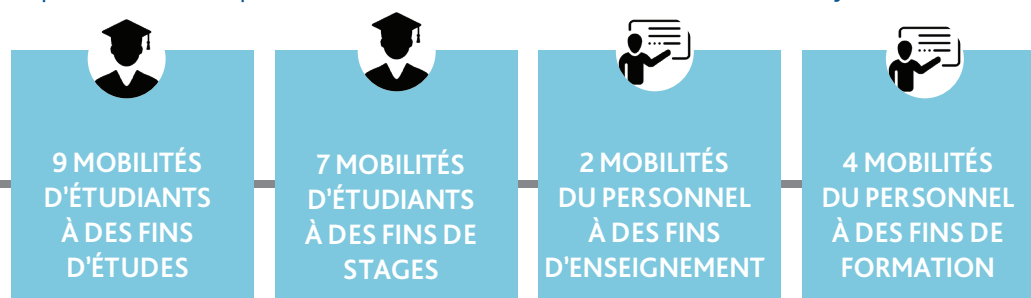 9 MOBILITÉS
D'ÉTUDIANTS
À DES FINS
D'ÉTUDES
7 MOBILITÉS
D'ÉTUDIANTS
À DES FINS DE
STAGES
2 MOBILITÉS
DU PERSONNEL
À DES FINS
D'ENSEIGNEMENT
4 MOBILITÉS
DU PERSONNEL
À DES FINS DE
FORMATION